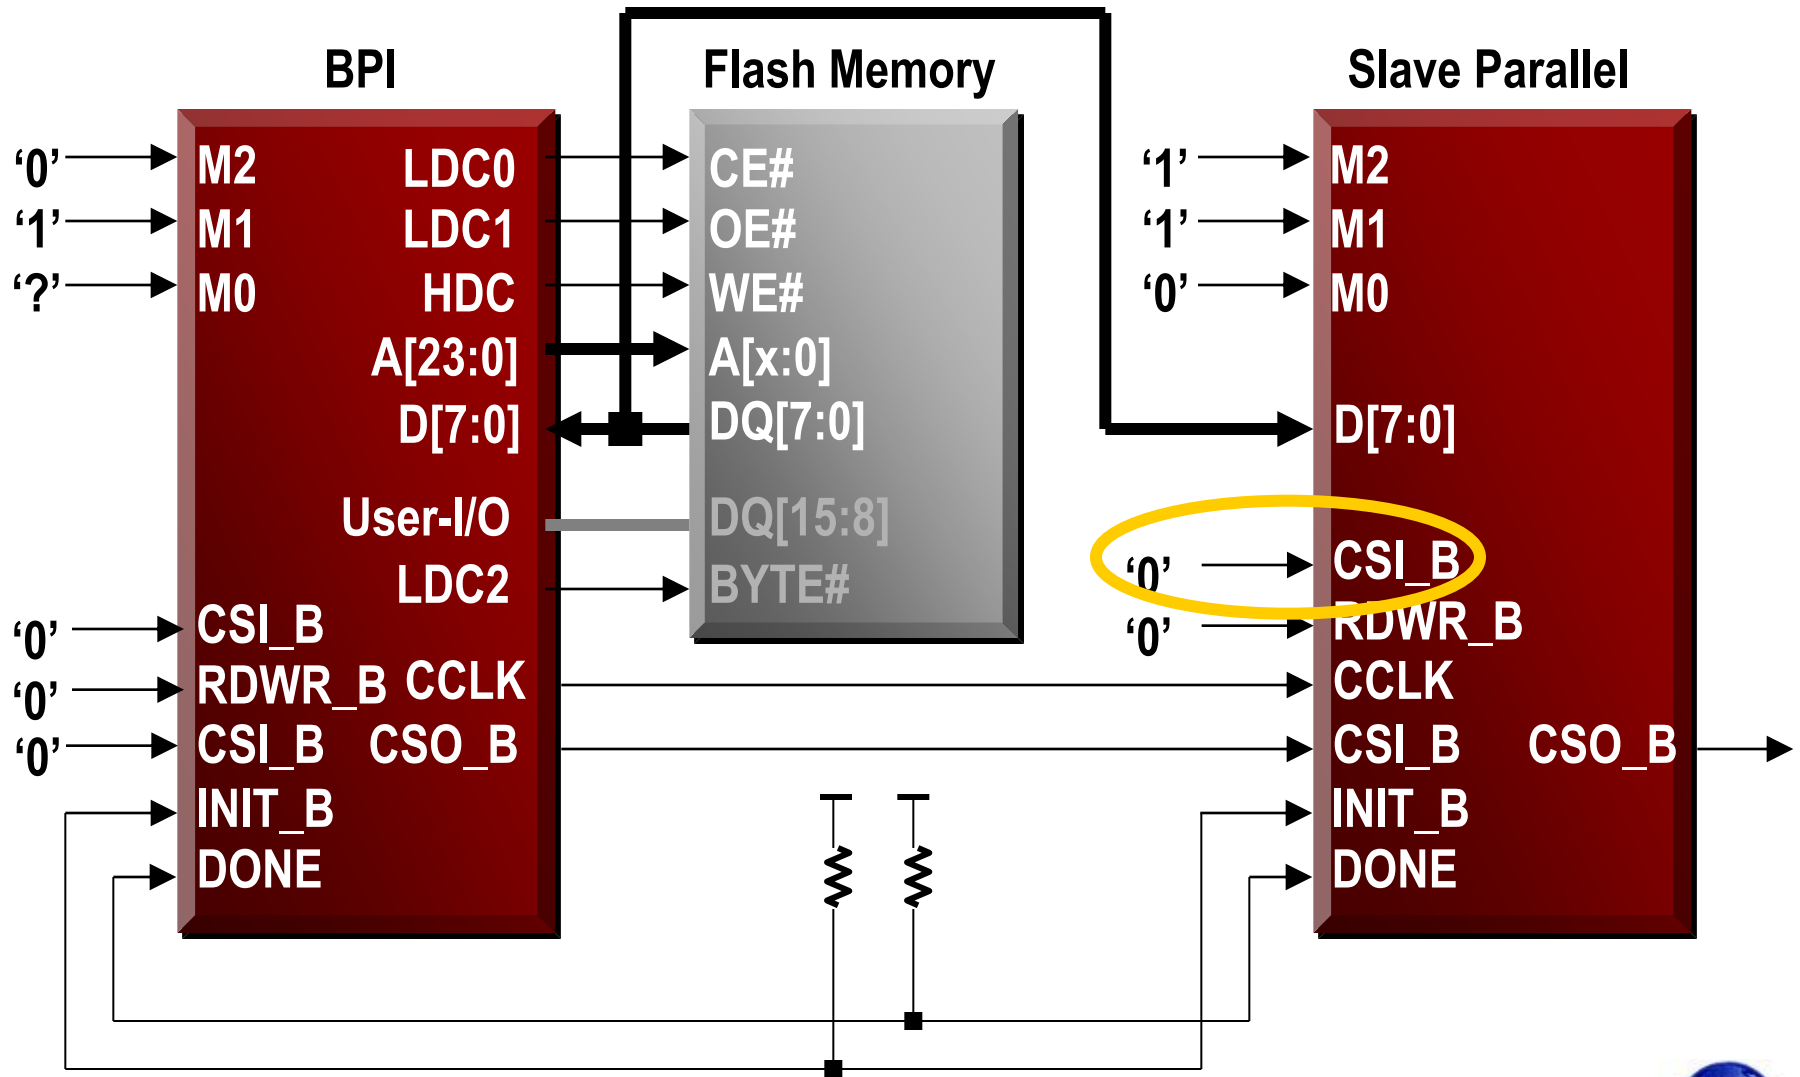 BPI
Flash Memory
Slave Parallel
‘0’
M2
LDC0
‘1’
M1
LDC1
‘?’
M0
HDC
A[23:0]
D[7:0]
User-I/O
LDC2
‘0’
CSI_B
‘0’
RDWR_B
CCLK
‘0’
CSI_B
CSO_B
INIT_B
DONE
CE#
OE#
WE#
A[x:0]
DQ[7:0]
DQ[15:8]
BYTE#
‘1’
M2
‘1’
M1
‘0’
M0
D[7:0]
‘0’
CSI_B
‘0’
RDWR_B
CCLK
CSI_B
CSO_B
INIT_B
DONE